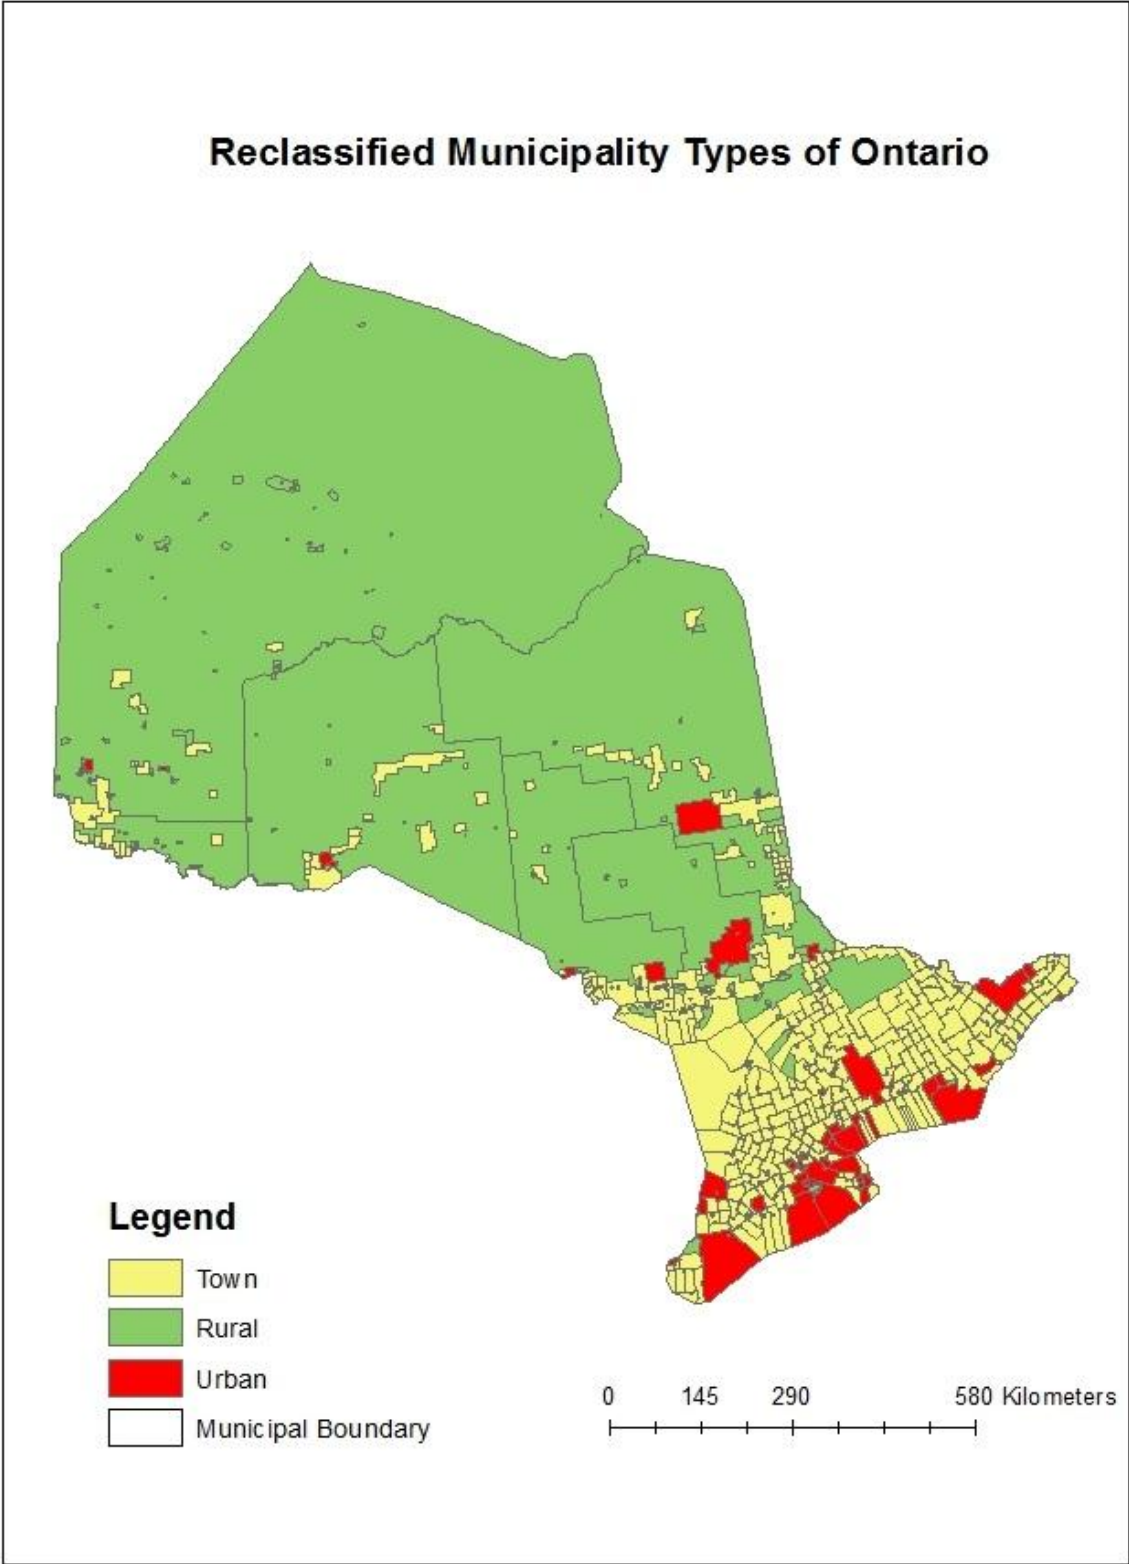 Reclassified Municipality Types of Ontario
Legend
Town
Rural
Urban
Municipal Boundary
0 145 290 580 Kilometers